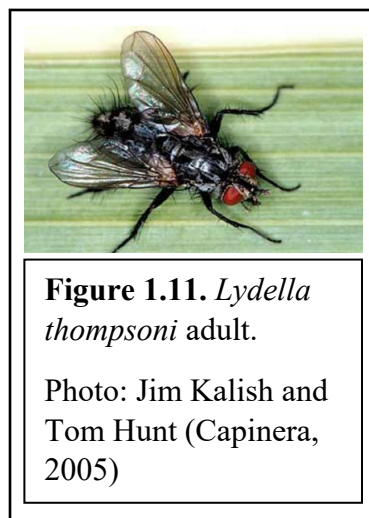 Figure 1.11. Lydella
thompsoni adult.
Photo: Jim Kalish and
Tom Hunt (Capinera,
2005)